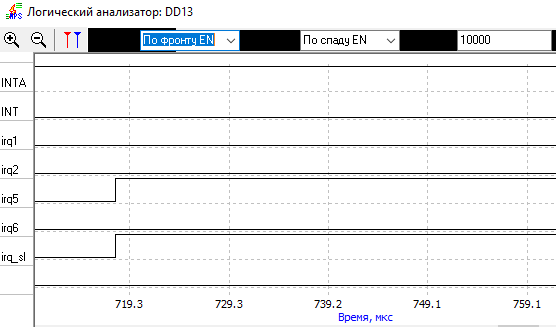 Логический анализатор: DD13
По фронту EN
По спаду EN
10000
INTA
INT
irq1
irq2
irq5
irq6
irq_sl
719.3 729.3 739.2 749.1 759.1
Время, мкс